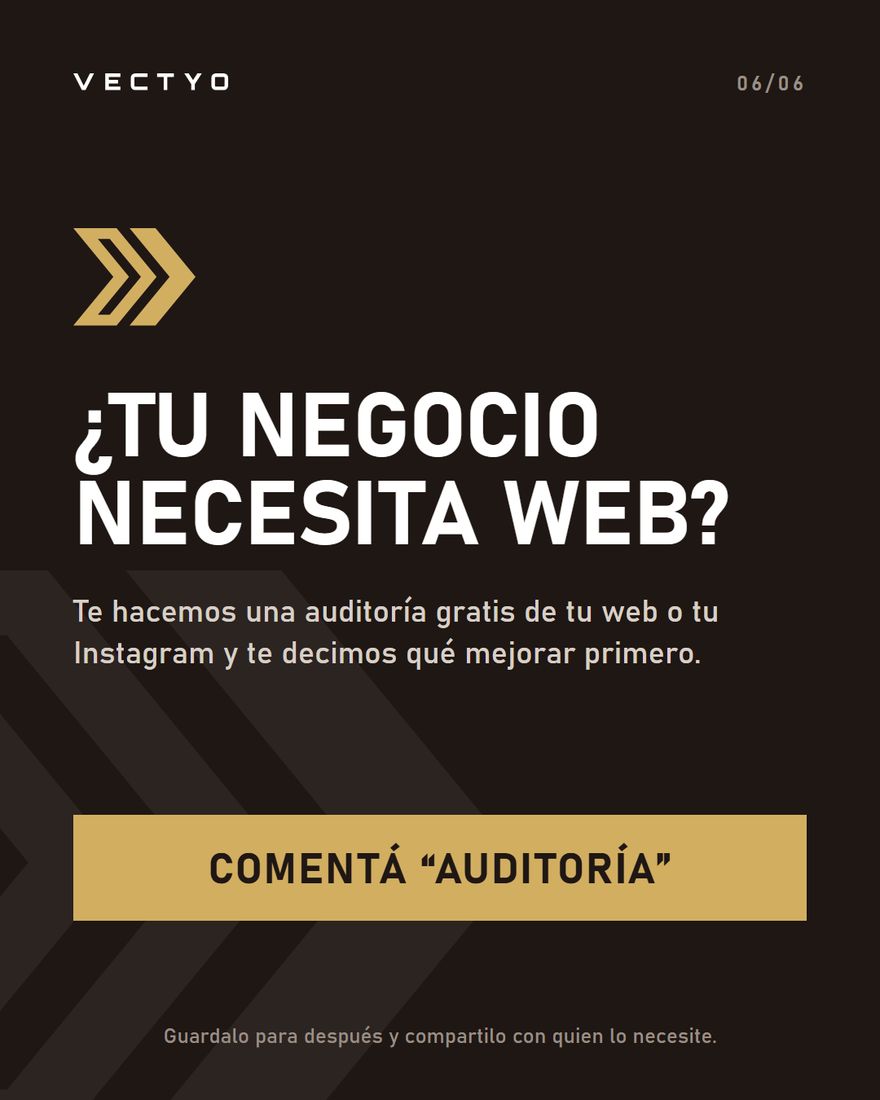 VECTYO
06/06
¿TU NEGOCIO
NECESITA WEB?
Te hacemos una auditoría gratis de tu web o tu
Instagram y te decimos qué mejorar primero.
COMENTÁ “AUDITORÍA”
Guardalo para después y compartilo con quien lo necesite.